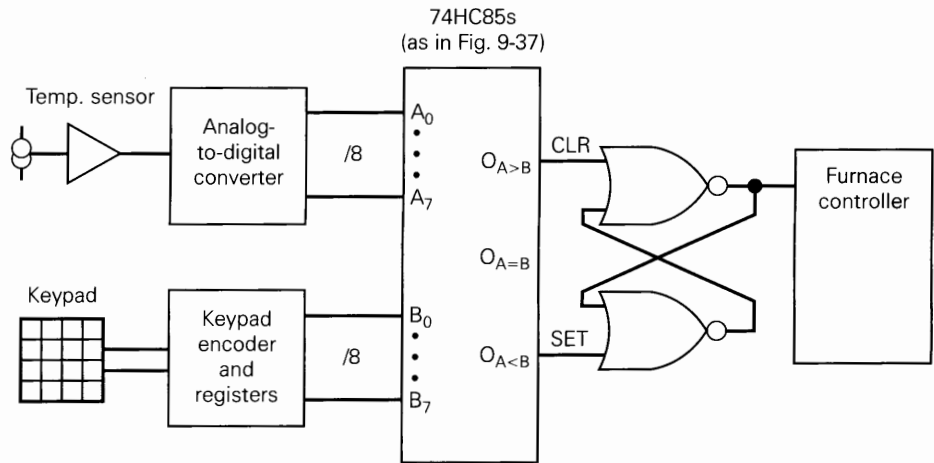 74HC85s
(as in Fig. 9-37)
Temp. sensor
Analog-
to-digital
converter
/8
A0
A7
OA>B
CLR
OA=B
Furnace
controller
Keypad
Keypad
encoder
and
registers
/8
B0
B7
OA<B
SET